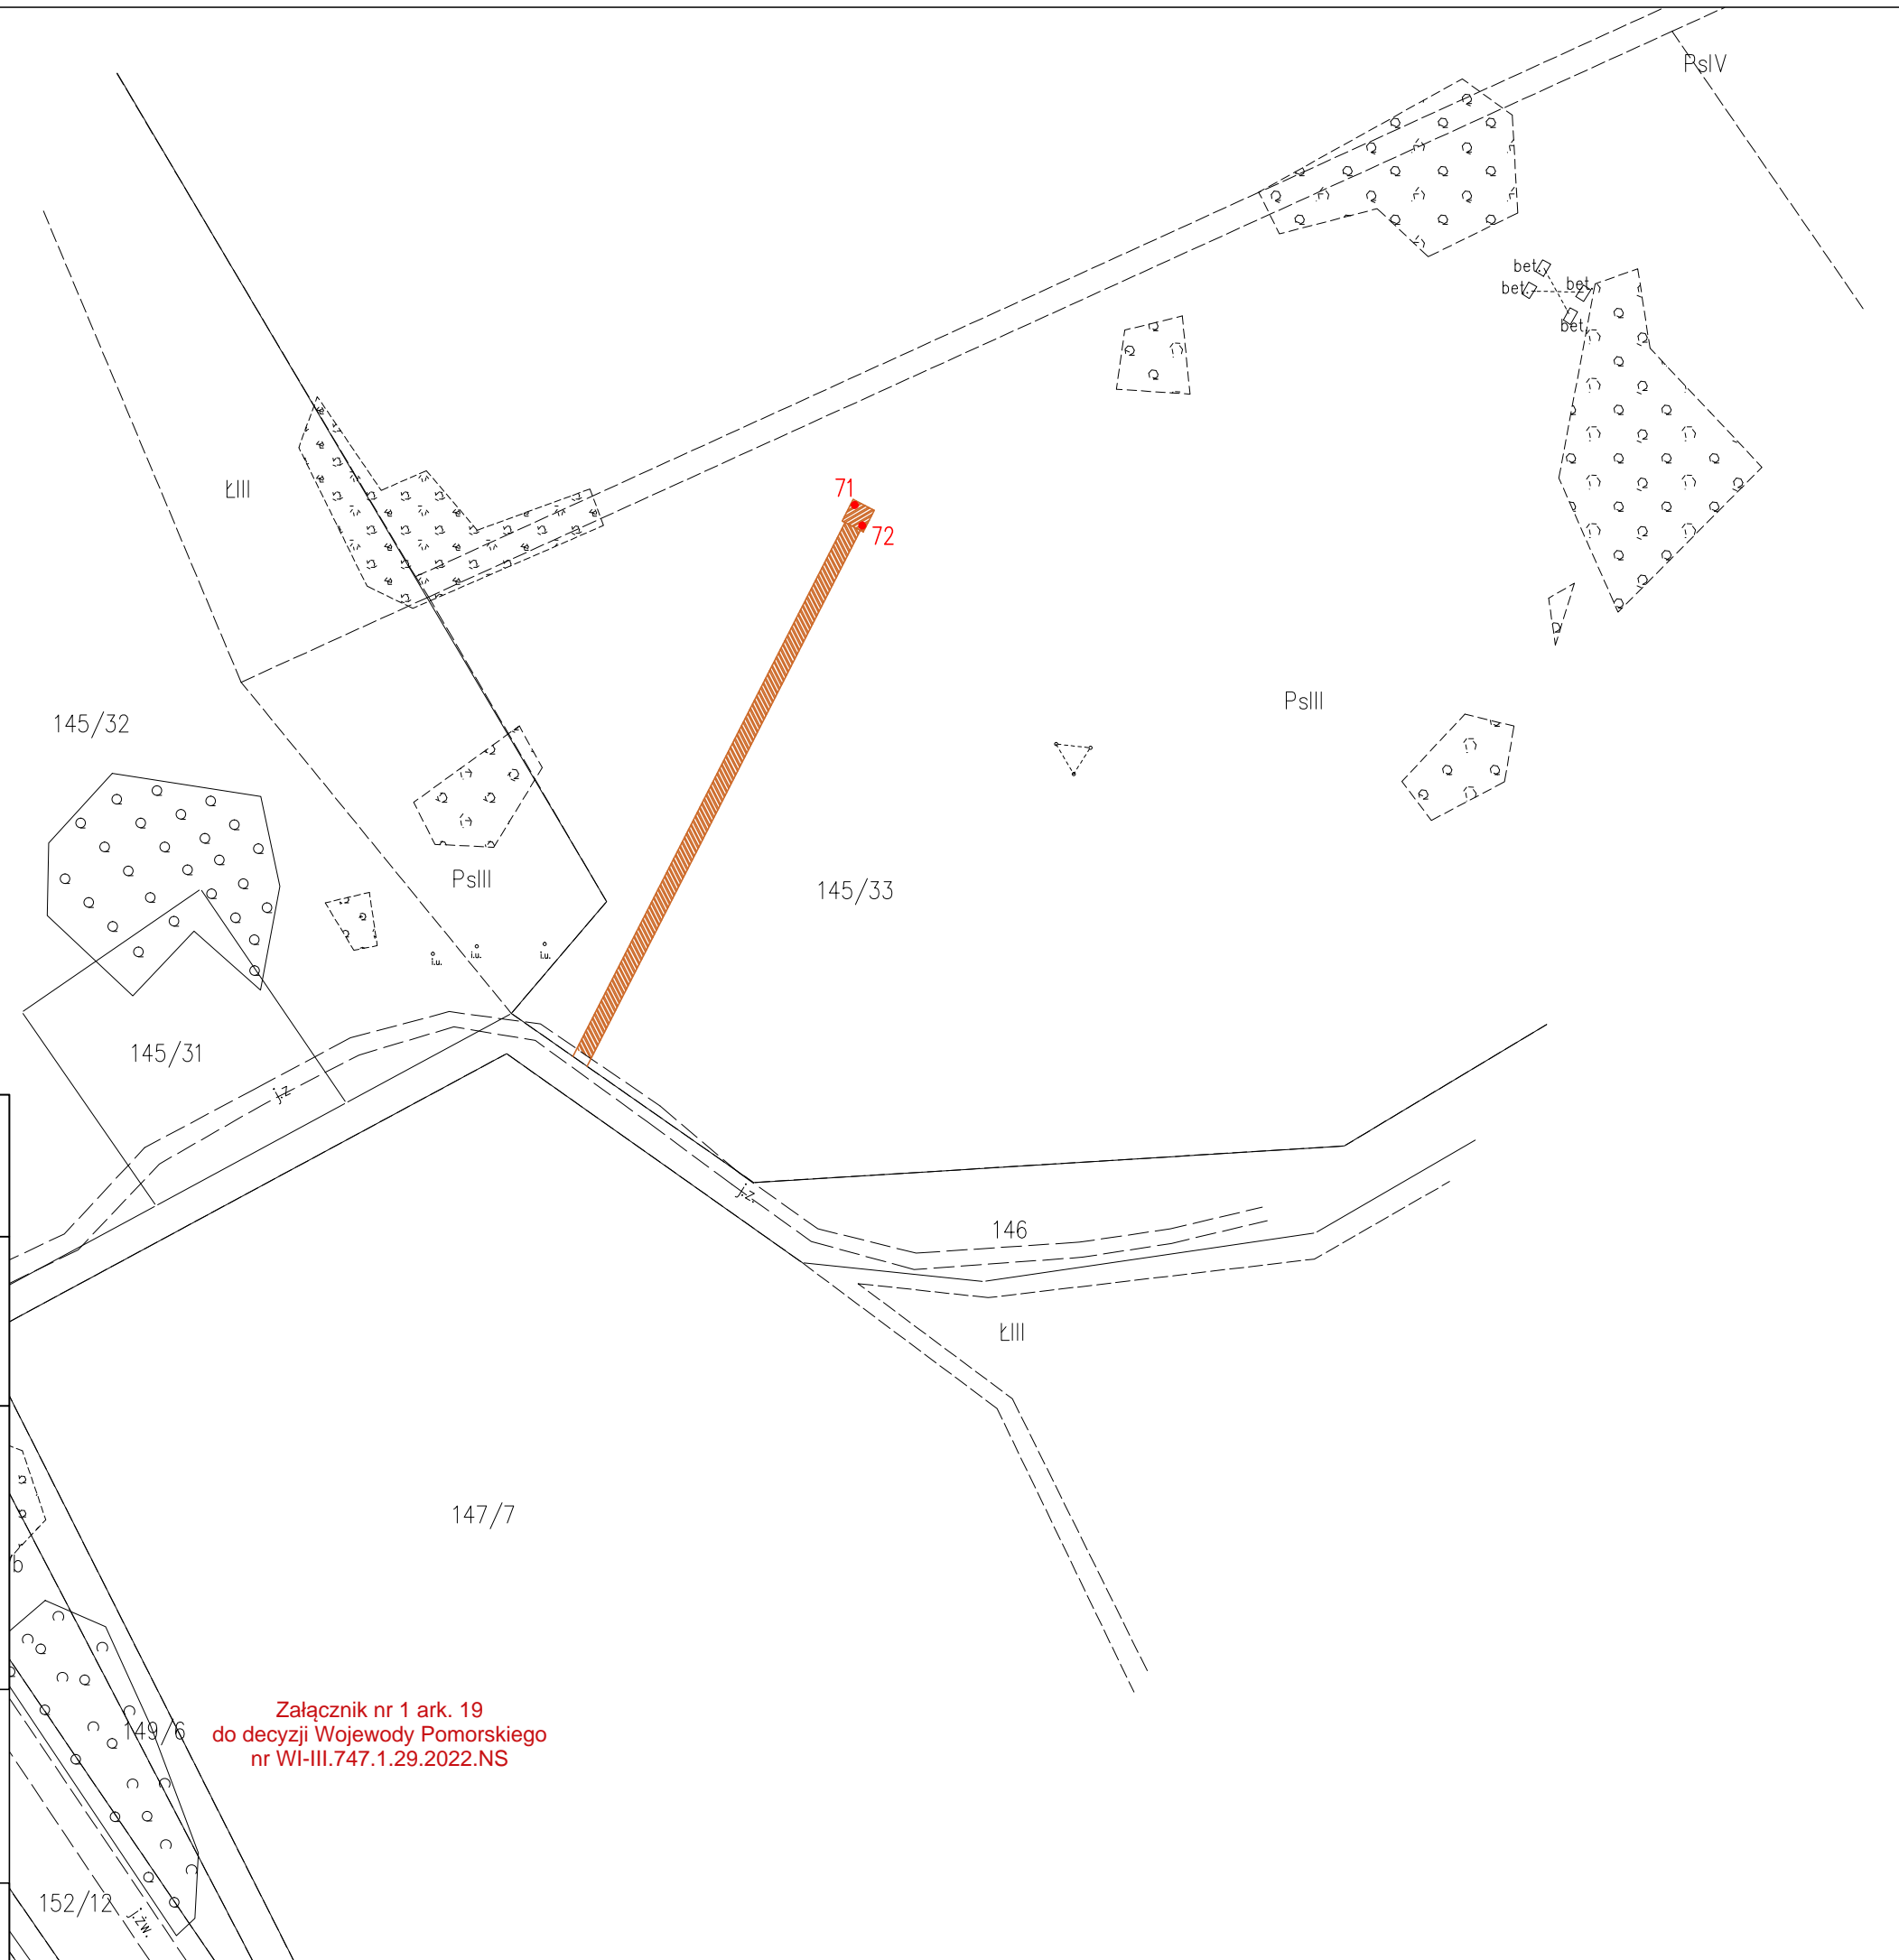 PsIV
bet.
bet.
bet.
bet.
ŁIII
71
72
145/32
PsIII
PsIII
145/33
i.u.
i.u.
i.u.
145/31
j.z
j.z.
146
ŁIII
147/7
Załącznik nr 1 ark. 19
149/6
do decyzji Wojewody Pomorskiego
nr WI-III.747.1.29.2022.NS
152/12
j.żw.